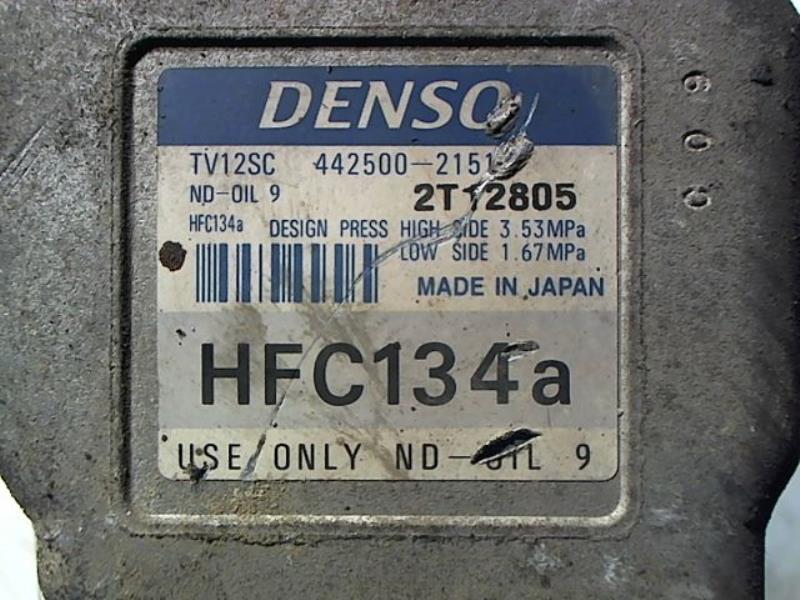 DENSO
TV12SC 442500-2151
ND-OIL 9 2T12805
HFC134a DESIGN PRESS HIGH SIDE 3.53MPa
LOW SIDE 1.67MPa
MADE IN JAPAN
HFC134a
USE ONLY ND-OIL 9
609